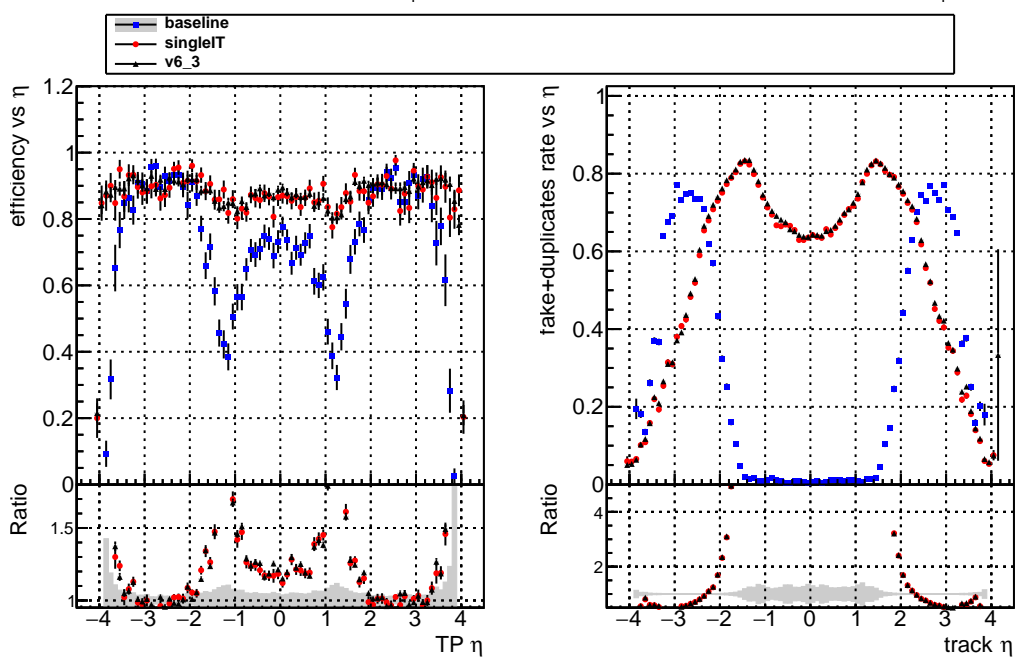 baseline
singleIT
v6_3
efficiency vs η
1.2
1
0.8
0.6
0.4
0.2
0
Ratio
1.5
1
−4 −3 −2 −1 0 1 2 3 4
TP η
fake+duplicates rate vs η
1
0.8
0.6
0.4
0.2
0
Ratio
4
2
−4 −3 −2 −1 0 1 2 3 4
track η